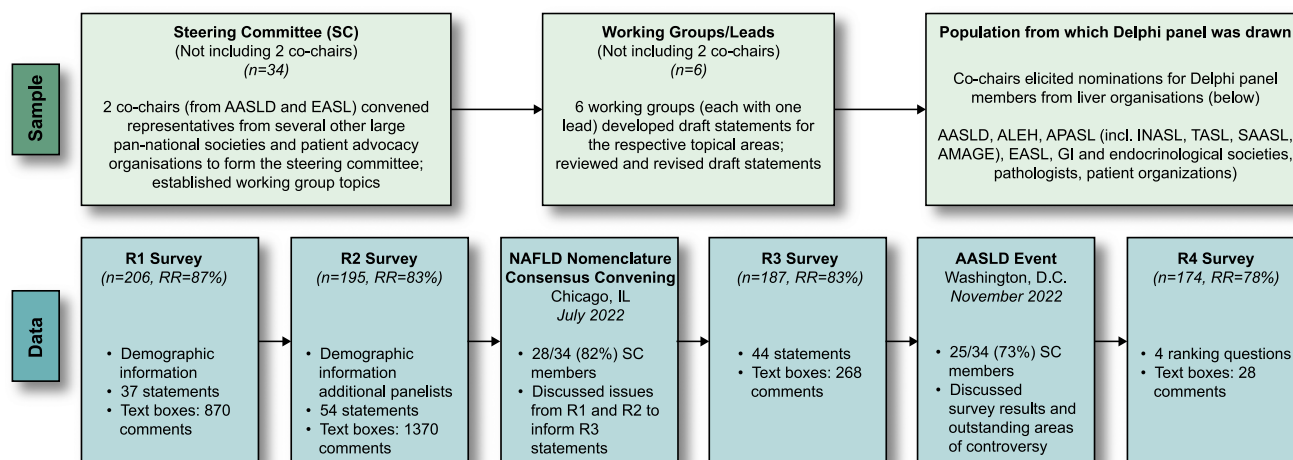 Sample
Steering Committee (SC)
(Not including 2 co-chairs)
(n=34)
2 co-chairs (from AASLD and EASL) convened
representatives from several other large
pan-national societies and patient advocacy
organisations to form the steering committee;
established working group topics
Working Groups/Leads
(Not including 2 co-chairs)
(n=6)
6 working groups (each with one
lead) developed draft statements for
the respective topical areas;
reviewed and revised draft statements
Population from which Delphi panel was drawn
Co-chairs elicited nominations for Delphi panel
members from liver organisations (below)
AASLD, ALEH, APASL (incl. INASL, TASL, SAASL,
AMAGE), EASL, GI and endocrinological societies,
pathologists, patient organizations)
Data
R1 Survey
(n=206, RR=87%)
• Demographic
information
• 37 statements
• Text boxes: 870
comments
R2 Survey
(n=195, RR=83%)
• Demographic
information
additional panelists
• 54 statements
• Text boxes: 1370
comments
NAFLD Nomenclature
Consensus Convening
Chicago, IL
July 2022
• 28/34 (82%) SC
members
• Discussed issues
from R1 and R2 to
inform R3
statements
R3 Survey
(n=187, RR=83%)
• 44 statements
• Text boxes: 268
comments
AASLD Event
Washington, D.C.
November 2022
• 25/34 (73%) SC
members
• Discussed
survey results and
outstanding areas
of controversy
R4 Survey
(n=174, RR=78%)
• 4 ranking questions
• Text boxes: 28
comments